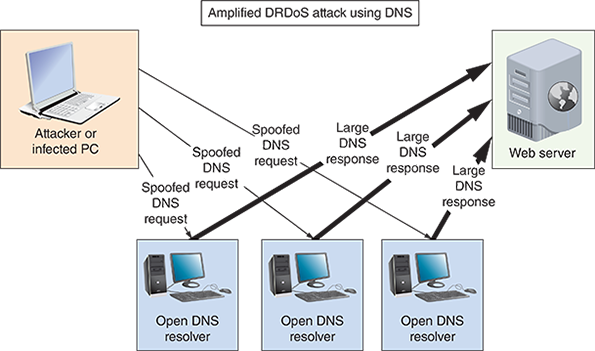 Amplified DRDoS attack using DNS
Attacker or
infected PC
Web server
Spoofed
DNS
request
Spoofed
DNS
request
Spoofed
DNS
request
Large
DNS
response
Large
DNS
response
Large
DNS
response
Open DNS
resolver
Open DNS
resolver
Open DNS
resolver